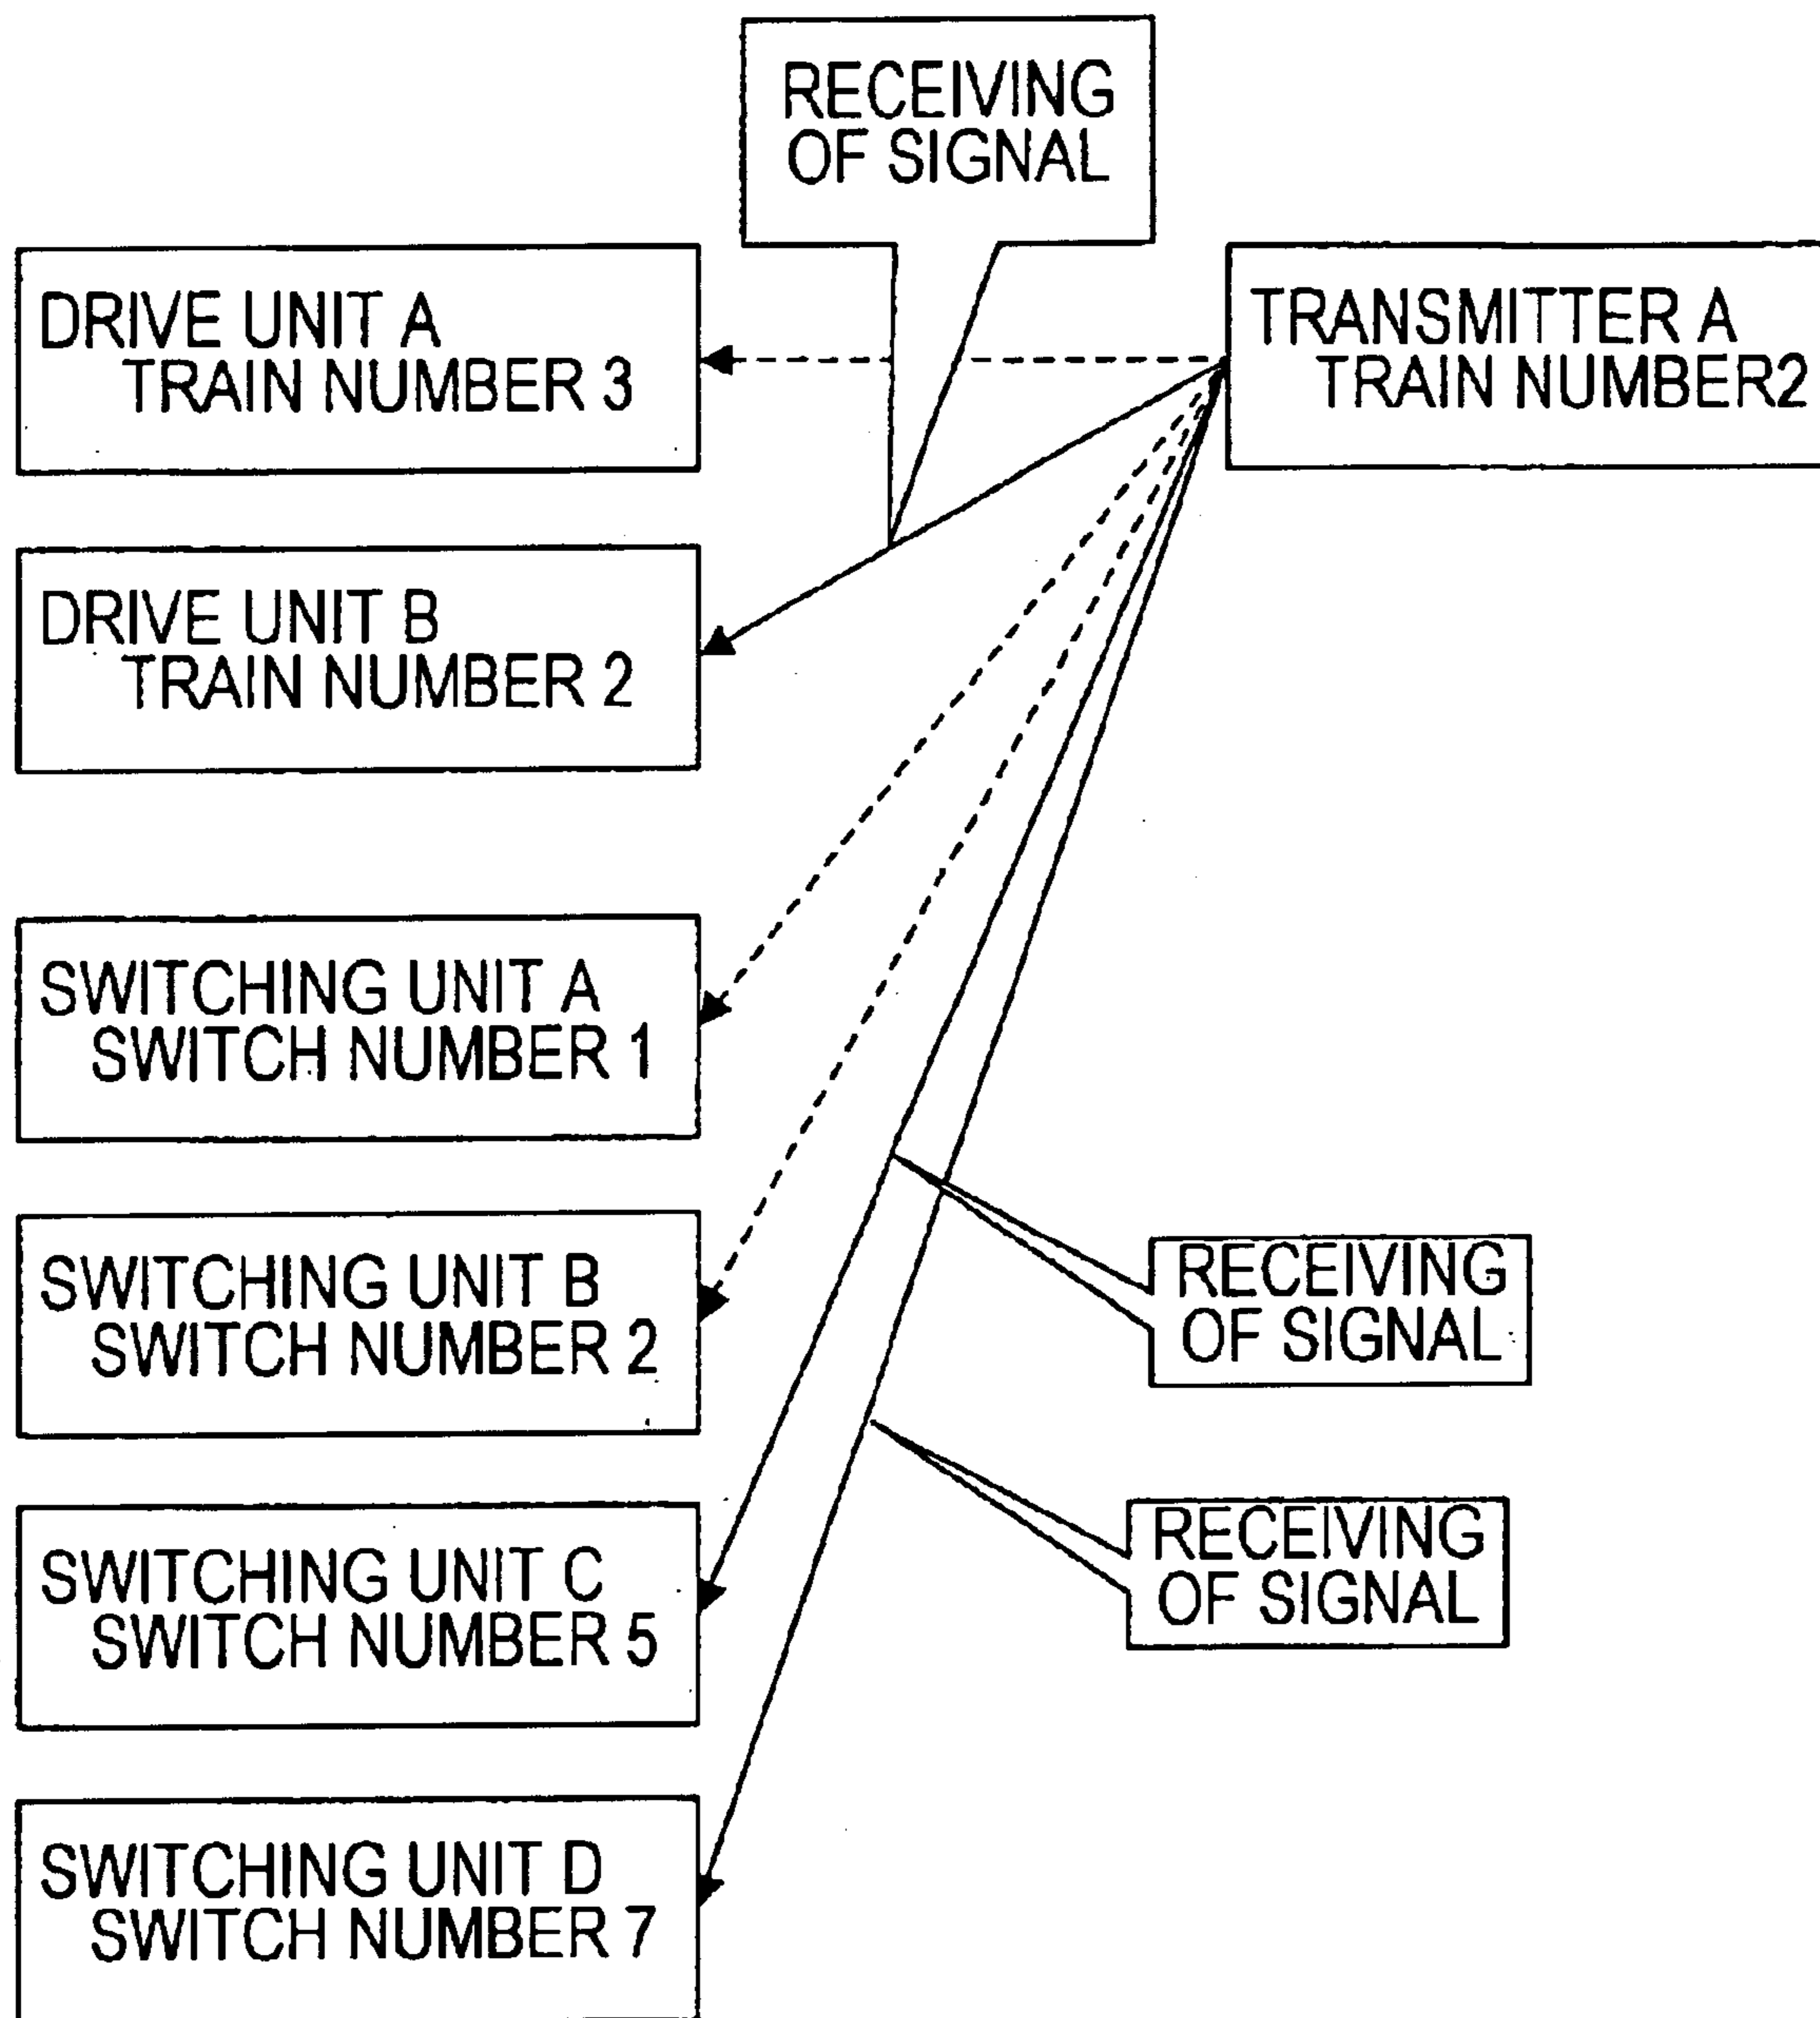 RECEIVING
OF SIGNAL
DRIVE UNIT A
TRAIN NUMBER 3
TRANSMITTER A
TRAIN NUMBER2
DRIVE UNIT B
TRAIN NUMBER 2
SWITCHING UNIT A
SWITCH NUMBER 1
SWITCHING UNIT B
SWITCH NUMBER 2
RECEIVING
OF SIGNAL
SWITCHING UNIT C
SWITCH NUMBER 5
RECEIVING
OF SIGNAL
SWITCHING UNIT D
SWITCH NUMBER 7